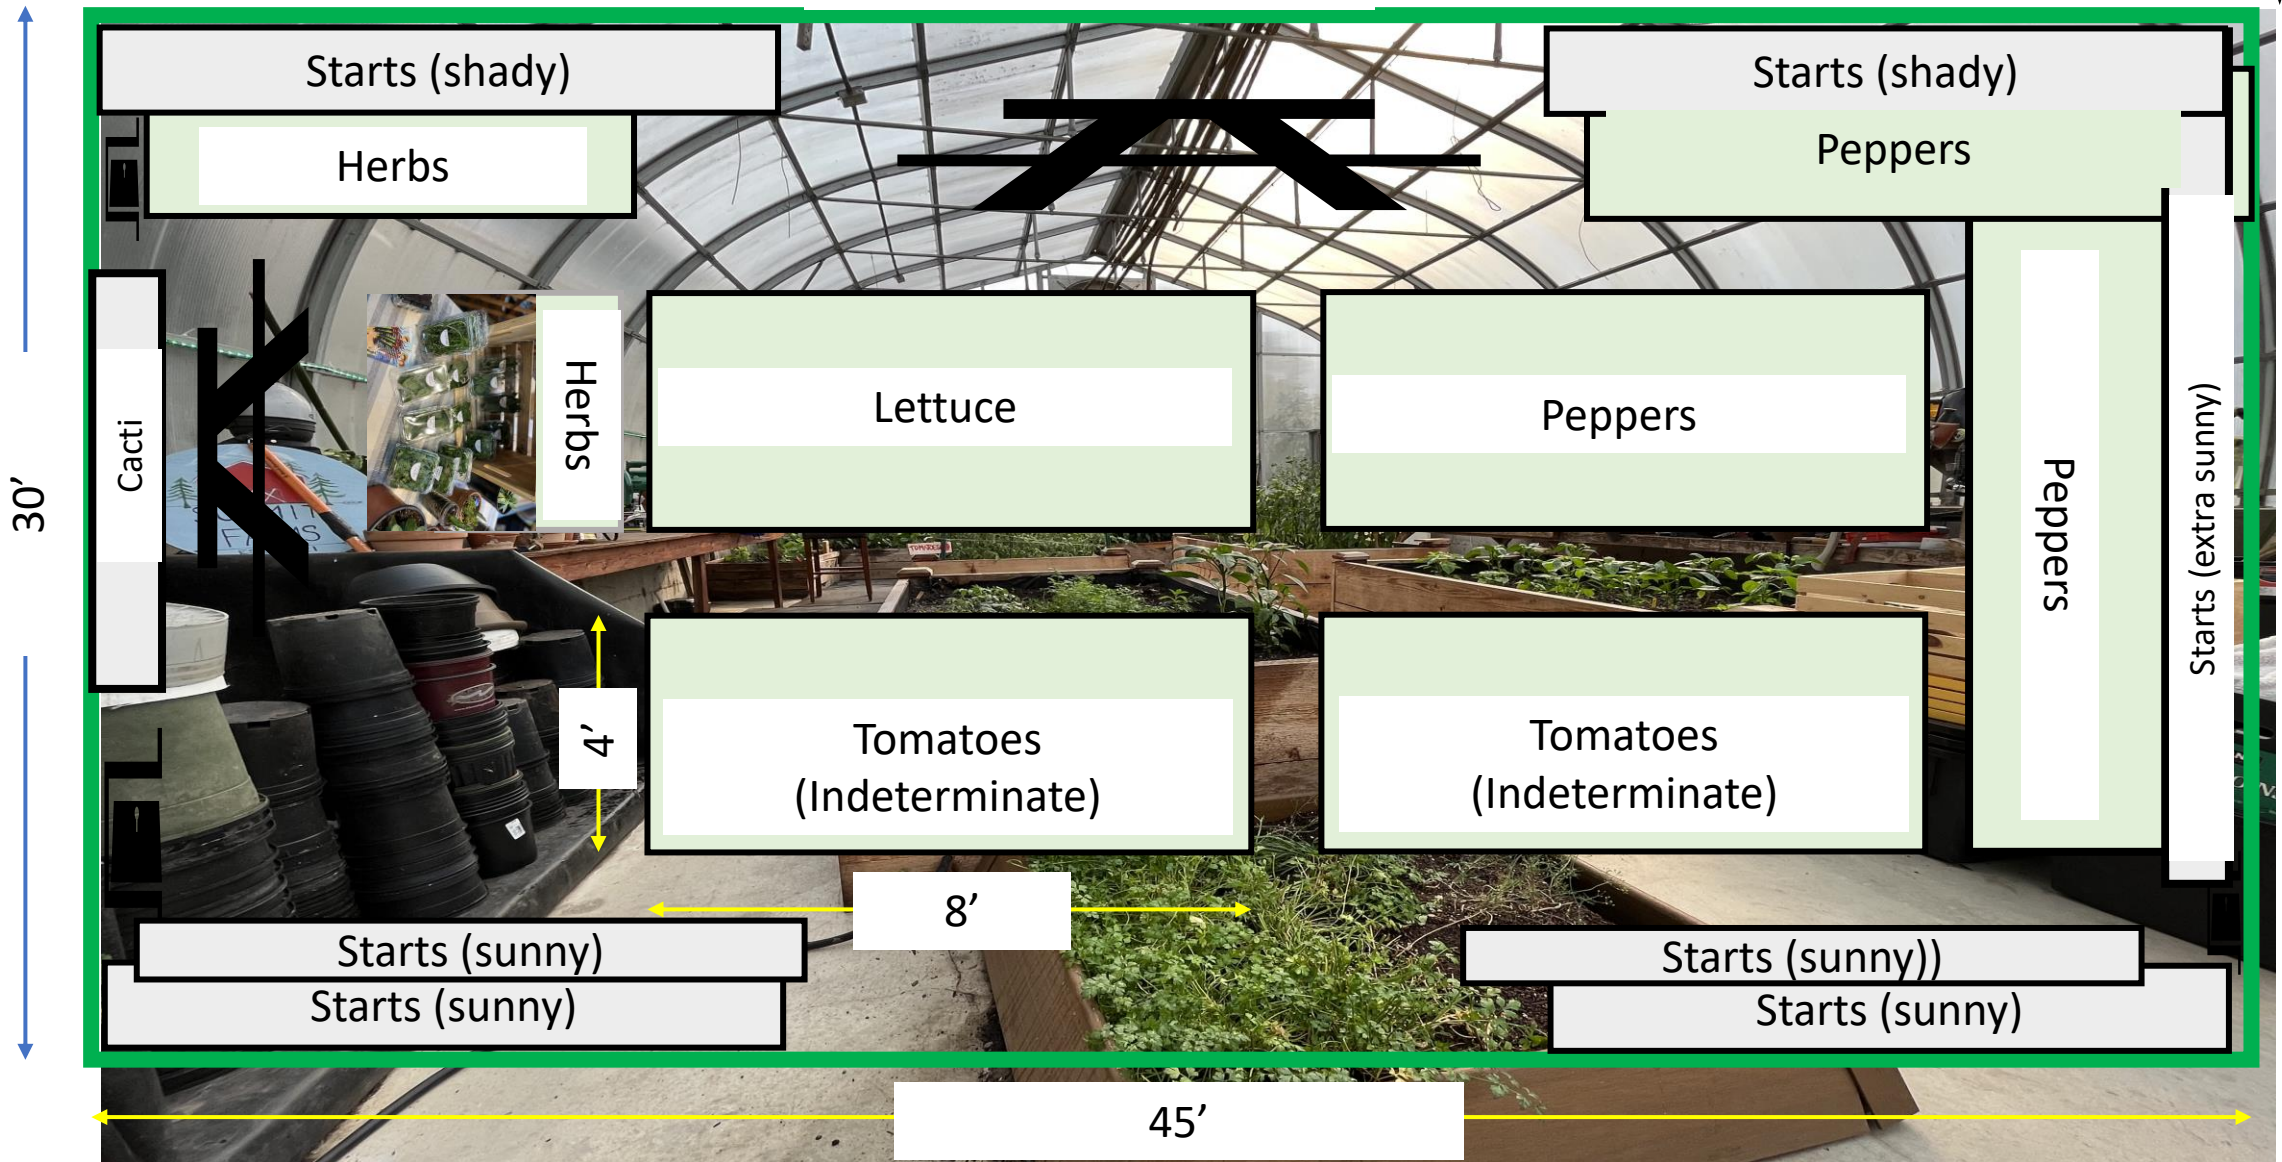 Starts (shady)
Starts (shady)
Herbs
Peppers
30’
Cacti
Herbs
Lettuce
Peppers
Peppers
Starts (extra sunny)
TOMATOES
4’
Tomatoes
(Indeterminate)
Tomatoes
(Indeterminate)
8’
Starts (sunny)
Starts (sunny))
Starts (sunny)
Starts (sunny)
45’